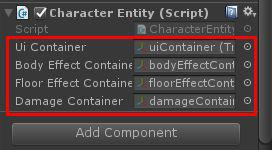 Character Entity (Script)
Script CharacterEntity
Ui Container uiContainer (Tr
Body Effect Containe bodyEffectCont
Floor Effect Containe floorEffectCont
Damage Container damageContain
Add Component